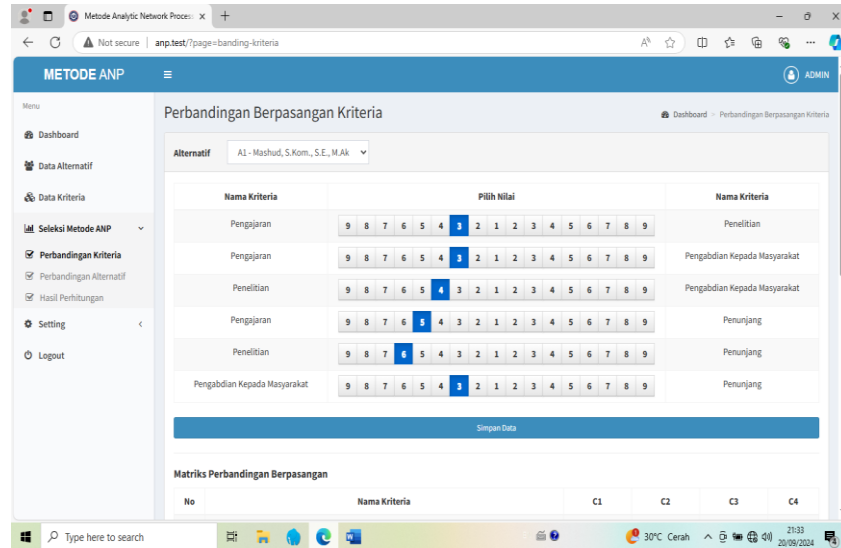 Metode Analytic Network Proces:
Not secure | anp.test/?page=banding-kriteria
METODE ANP
ADMIN
Menu
Dashboard
Data Alternatif
Data Kriteria
Seleksi Metode ANP
Perbandingan Kriteria
Perbandingan Alternatif
Hasil Perhitungan
Setting
Logout
Perbandingan Berpasangan Kriteria
Dashboard > Perbandingan Berpasangan Kriteria
Alternatif A1 - Mashud, S.Kom., S.E., M.Ak
Nama Kriteria Pilih Nilai Nama Kriteria
Pengajaran 9 8 7 6 5 4 3 2 1 2 3 4 5 6 7 8 9 Penelitian
Pengajaran 9 8 7 6 5 4 3 2 1 2 3 4 5 6 7 8 9 Pengabdian Kepada Masyarakat
Penelitian 9 8 7 6 5 4 3 2 1 2 3 4 5 6 7 8 9 Pengabdian Kepada Masyarakat
Pengajaran 9 8 7 6 5 4 3 2 1 2 3 4 5 6 7 8 9 Penunjang
Penelitian 9 8 7 6 5 4 3 2 1 2 3 4 5 6 7 8 9 Penunjang
Pengabdian Kepada Masyarakat 9 8 7 6 5 4 3 2 1 2 3 4 5 6 7 8 9 Penunjang
Simpan Data
Matriks Perbandingan Berpasangan
No Nama Kriteria C1 C2 C3 C4
Type here to search
30°C Cerah
21:33
20/09/2024